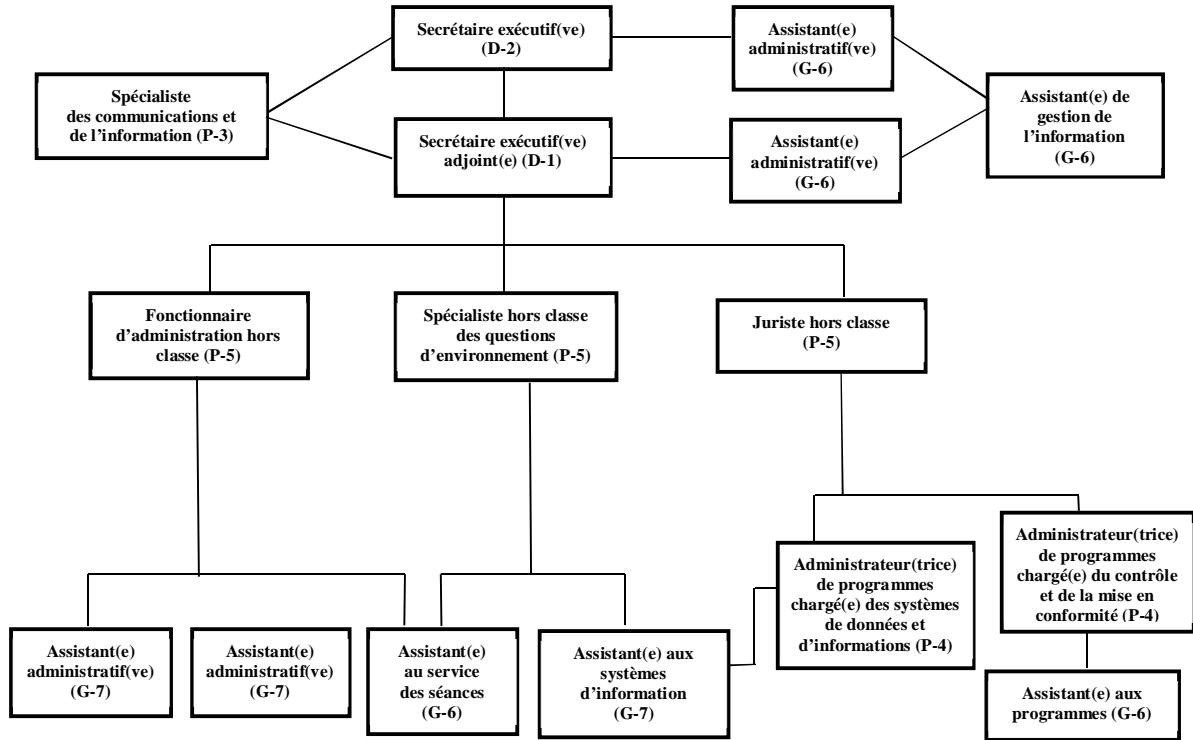 Secrétaire exécutif(ve)
(D-2)
Assistant(e)
administratif(ve)
(G-6)
Spécialiste
des communications et
de l'information (P-3)
Assistant(e) de
gestion de
l'information
(G-6)
Secrétaire exécutif(ve)
adjoint(e) (D-1)
Assistant(e)
administratif(ve)
(G-6)
Fonctionnaire
d'administration hors
classe (P-5)
Spécialiste hors classe
des questions
d'environnement (P-5)
Juriste hors classe
(P-5)
Administrateur(trice)
de programmes
chargé(e) des systèmes
de données et
d'informations (P-4)
Administrateur(trice)
de programmes
chargé(e) du contrôle
et de la mise en
conformité (P-4)
Assistant(e)
administratif(ve)
(G-7)
Assistant(e)
administratif(ve)
(G-7)
Assistant(e)
au service
des séances
(G-6)
Assistant(e) aux
systèmes
d'information
(G-7)
Assistant(e) aux
programmes (G-6)